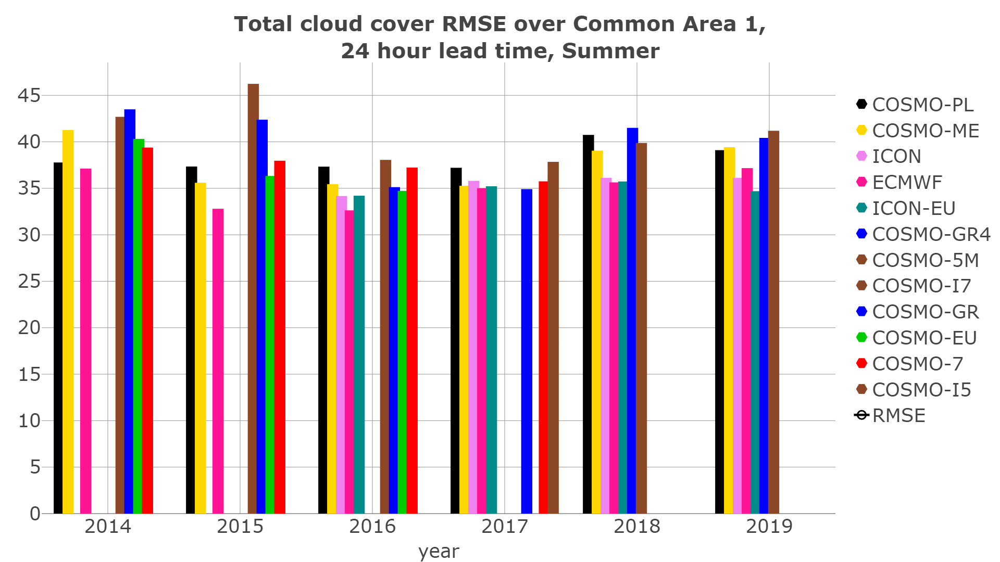 Total cloud cover RMSE over Common Area 1,
24 hour lead time, Summer
45
40
35
30
25
20
15
10
5
0
2014
2015
2016
2017
2018
2019
year
COSMO-PL
COSMO-ME
ICON
ECMWF
ICON-EU
COSMO-GR4
COSMO-5M
COSMO-I7
COSMO-GR
COSMO-EU
COSMO-7
COSMO-I5
RMSE